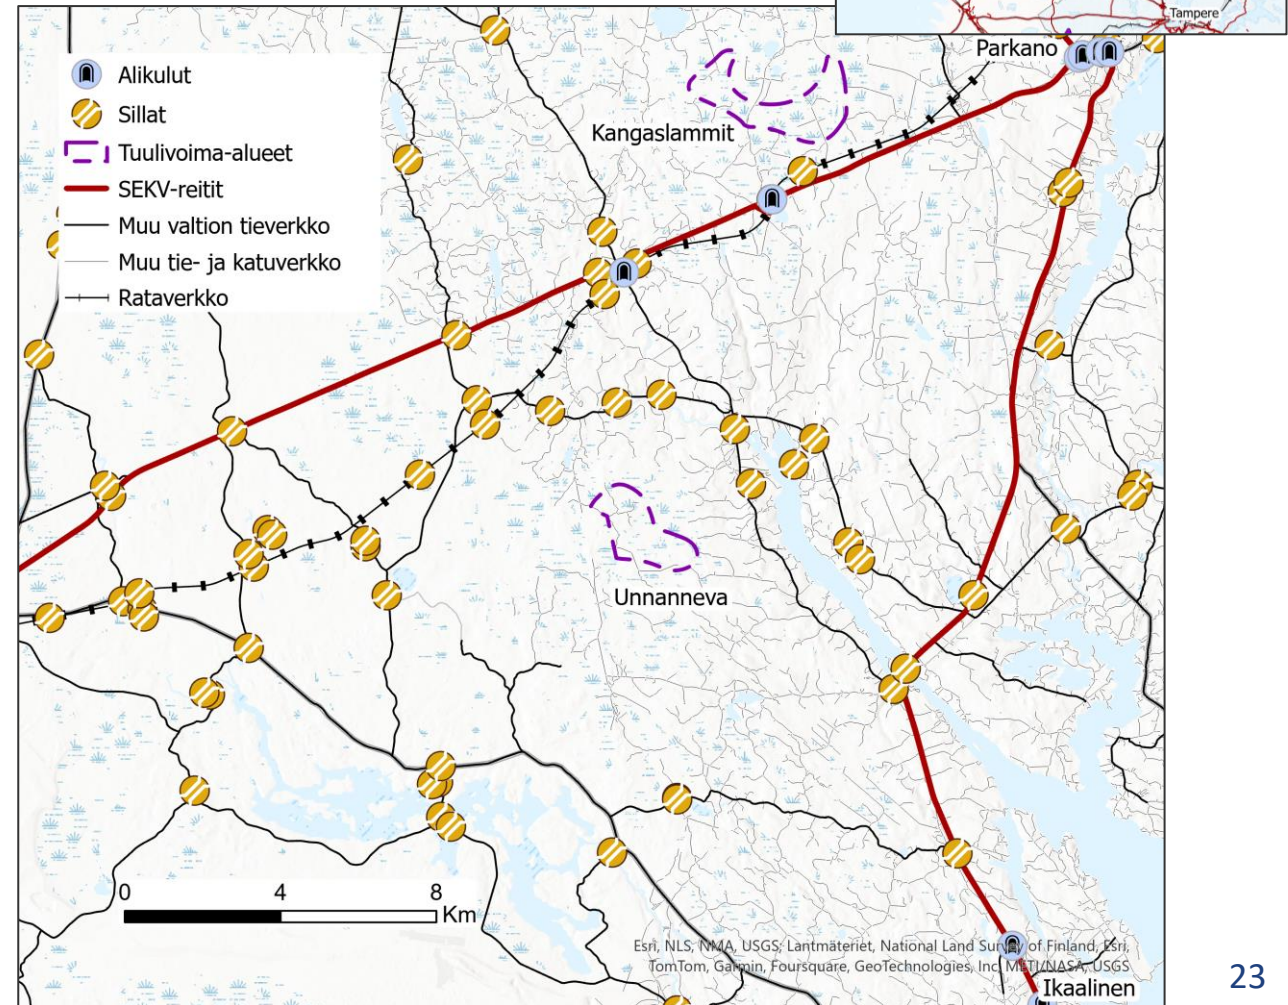 Tampere
Parkano
Alikulut
Sillat
Tuulivoima-alueet
SEKV-reitit
Muu valtion tieverkko
Muu tie- ja katuverkko
Rataverkko
Kangaslammit
Unnanneva
0 4 8
Km
Esri, NLS, NMA, USGS; Lantmäteriet, National Land Survey of Finland, Esri,
TomTom, Garmin, Foursquare, GeoTechnologies, Inc, METI/NASA, USGS
Ikaalinen
23